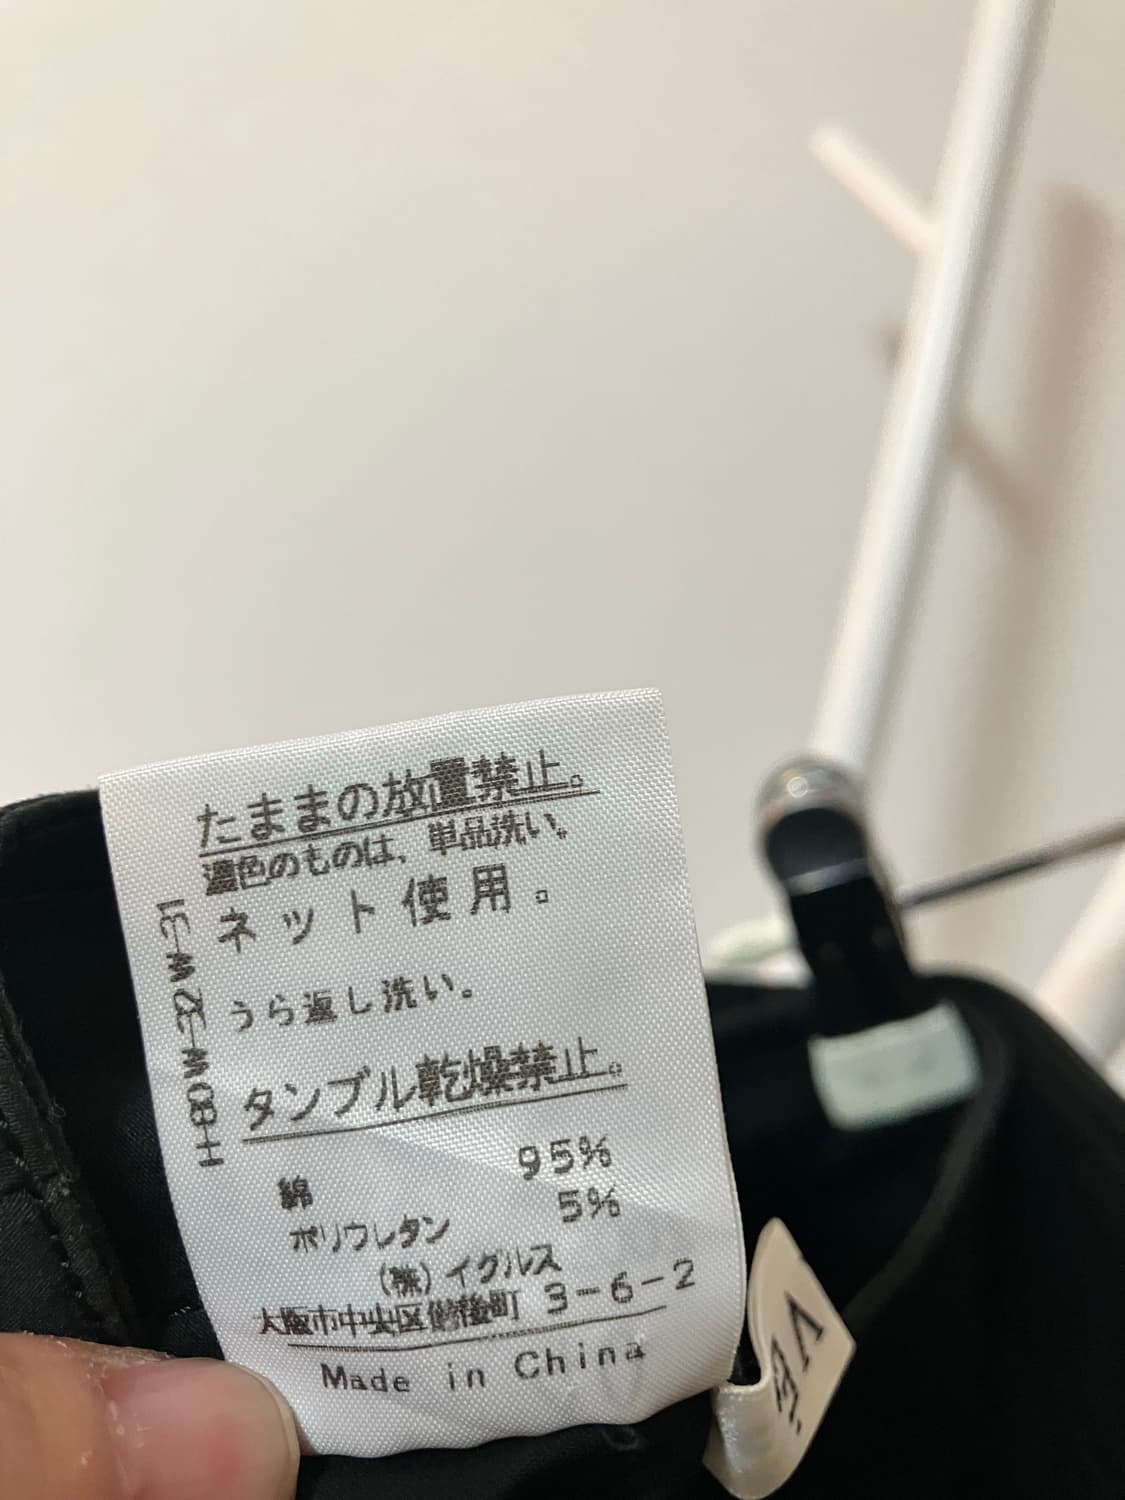 たままの放置禁止。
濃色のものは、単品洗い。
ネット使用。
うら返し洗い。
タンブル乾燥禁止。
綿 95%
ポリウレタン 5%
(株)イグルス
大阪市中央区備後町 3-6-2
Made in China